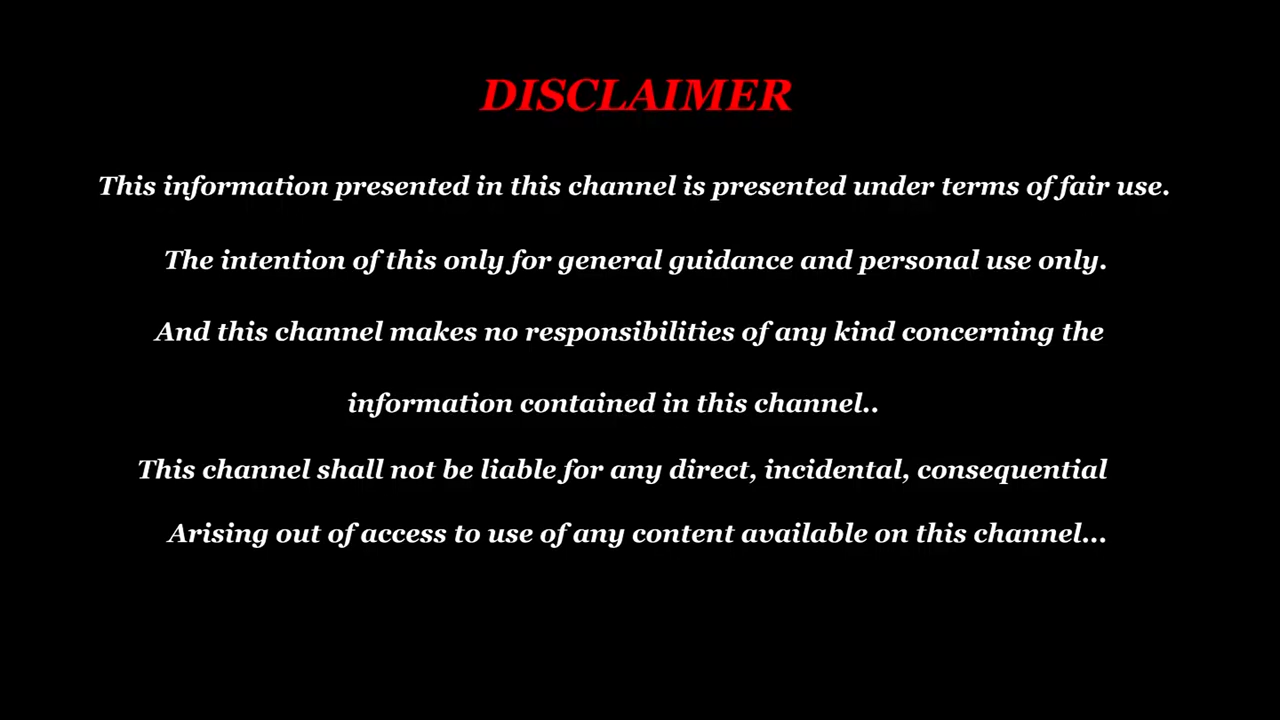 DISCLAIMER
This information presented in this channel is presented under terms of fair use.
The intention of this only for general guidance and personal use only.
And this channel makes no responsibilities of any kind concerning the
information contained in this channel..
This channel shall not be liable for any direct, incidental, consequential
Arising out of access to use of any content available on this channel...